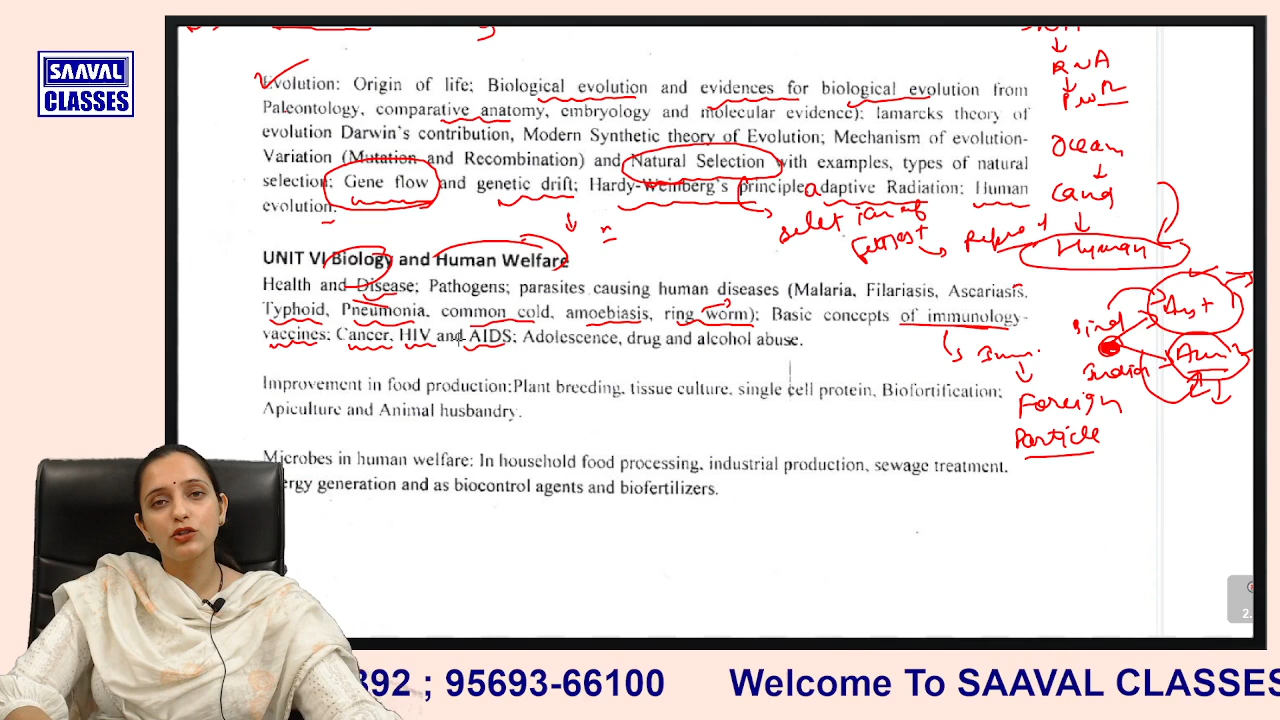 SAAVAL
CLASSES
Evolution: Origin of life; Biological evolution and evidences for biological evolution from
Paleontology, comparative anatomy, embryology and molecular evidence); lamarcks theory of
evolution Darwin's contribution, Modern Synthetic theory of Evolution; Mechanism of evolution-
Variation (Mutation and Recombination) and Natural Selection with examples, types of natural
selection; Gene flow and genetic drift; Hardy-Weinberg's principle adaptive Radiation; Human
evolution.
UNIT VI Biology and Human Welfare
Health and Disease; Pathogens; parasites causing human diseases (Malaria, Filariasis, Ascariasis.
Typhoid, Pneumonia, common cold, amoebiasis, ring worm); Basic concepts of immunology-
vaccines; Cancer, HIV and AIDS; Adolescence, drug and alcohol abuse.
Improvement in food production:Plant breeding, tissue culture, single cell protein, Biofortification;
Apiculture and Animal husbandry.
Microbes in human welfare: In household food processing, industrial production, sewage treatment.
ergy generation and as biocontrol agents and biofertilizers.
RNA
Ocean
Land
Human
Bird
India
Foreign
Particle
2.
392 ; 95693-66100 Welcome To SAAVAL CLASSES